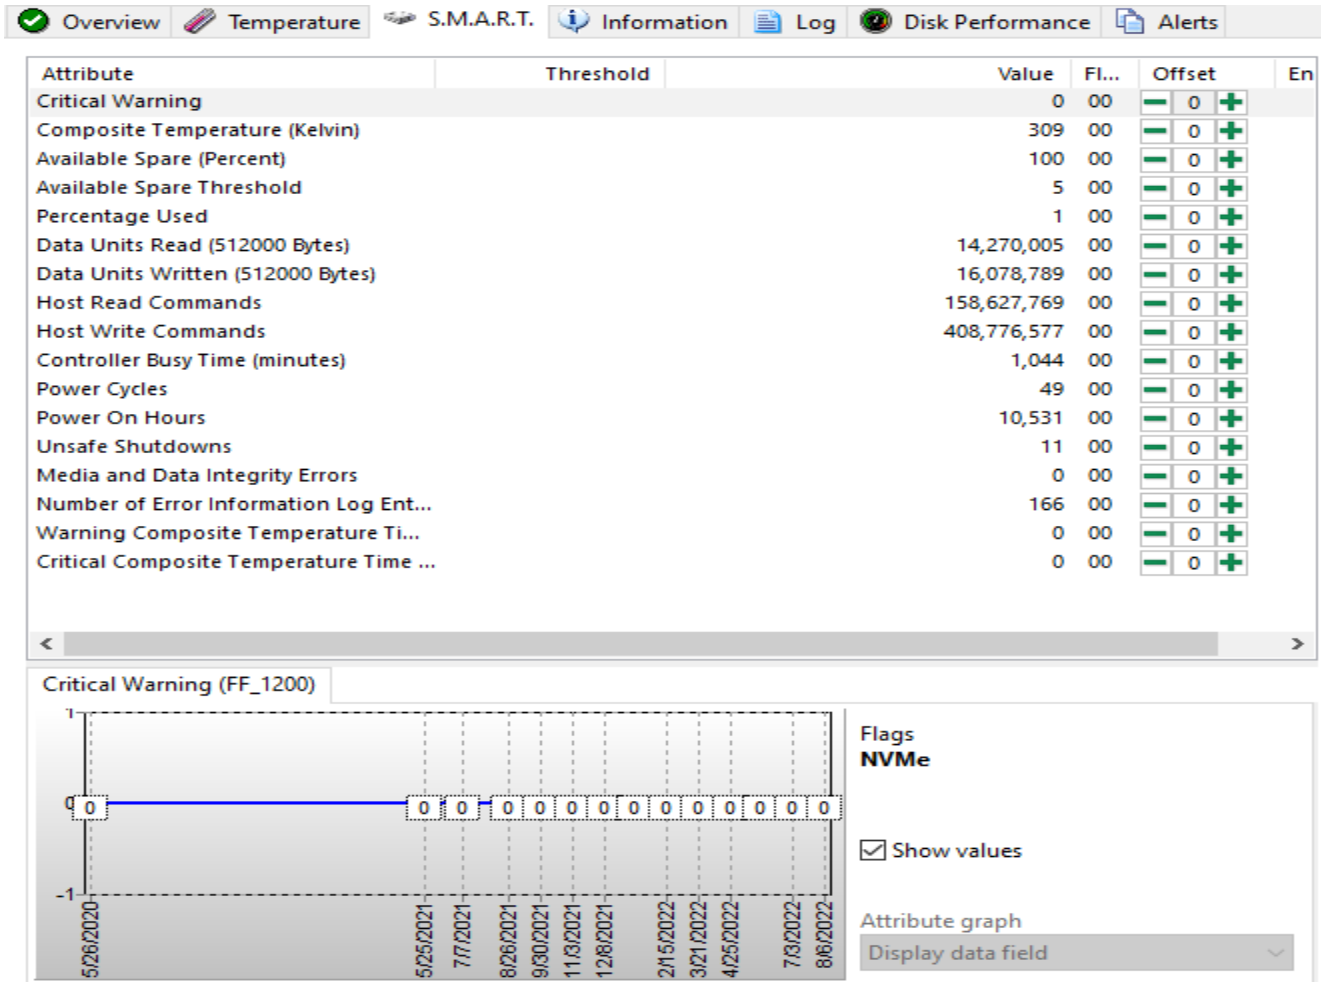 Overview Temperature S.M.A.R.T. Information Log Disk Performance Alerts
Attribute Threshold Value Fl... Offset En
Critical Warning 0 00 0
Composite Temperature (Kelvin) 309 00 0
Available Spare (Percent) 100 00 0
Available Spare Threshold 5 00 0
Percentage Used 1 00 0
Data Units Read (512000 Bytes) 14,270,005 00 0
Data Units Written (512000 Bytes) 16,078,789 00 0
Host Read Commands 158,627,769 00 0
Host Write Commands 408,776,577 00 0
Controller Busy Time (minutes) 1,044 00 0
Power Cycles 49 00 0
Power On Hours 10,531 00 0
Unsafe Shutdowns 11 00 0
Media and Data Integrity Errors 0 00 0
Number of Error Information Log Ent... 166 00 0
Warning Composite Temperature Ti... 0 00 0
Critical Composite Temperature Time ... 0 00 0
Critical Warning (FF_1200)
1
0 0 0 0 0 0 0 0 0 0 0 0 0 0 0
-1
5/26/2020 5/25/2021 7/7/2021 8/26/2021 9/30/2021 11/3/2021 12/8/2021 2/15/2022 3/21/2022 4/25/2022 7/3/2022 8/6/2022
Flags
NVMe
Show values
Attribute graph
Display data field